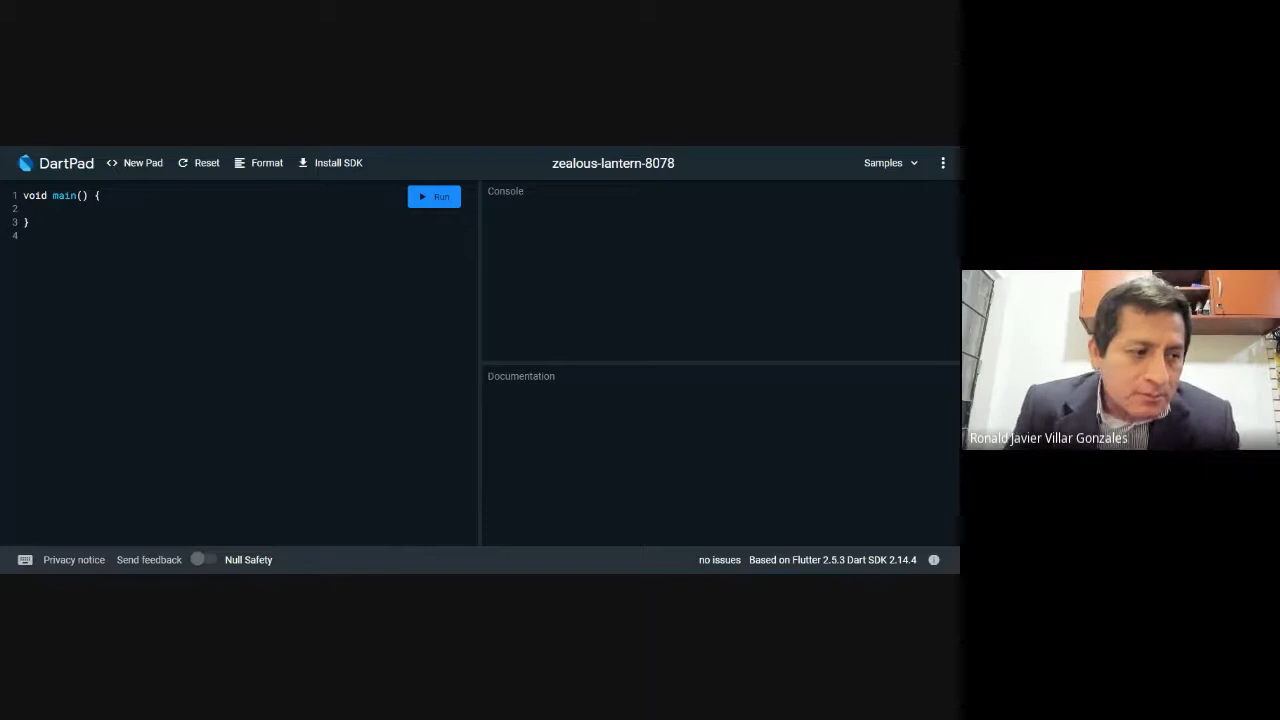 DartPad <> New Pad Reset Format Install SDK zealous-lantern-8078 Samples
1 void main() {
2
3 }
4
Run
Console
Documentation
Ronald Javier Villar Gonzales
Privacy notice Send feedback Null Safety no issues Based on Flutter 2.5.3 Dart SDK 2.14.4